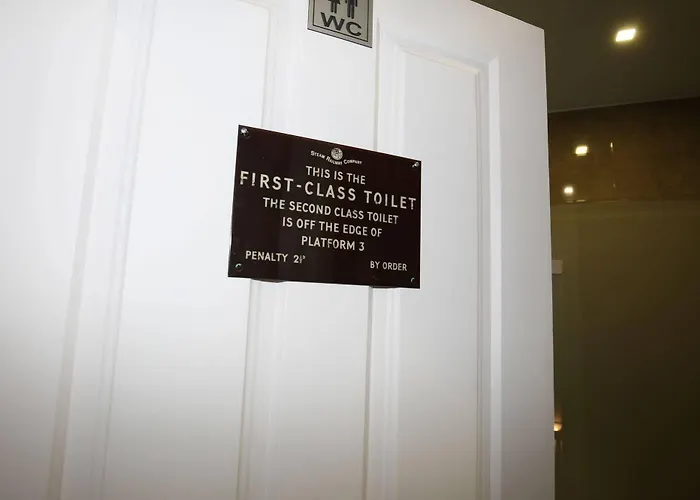 WC
STEAM RAILWAY COMPANY
THIS IS THE
FIRST-CLASS TOILET
THE SECOND CLASS TOILET
IS OFF THE EDGE OF
PLATFORM 3
PENALTY 2½ᴰ BY ORDER